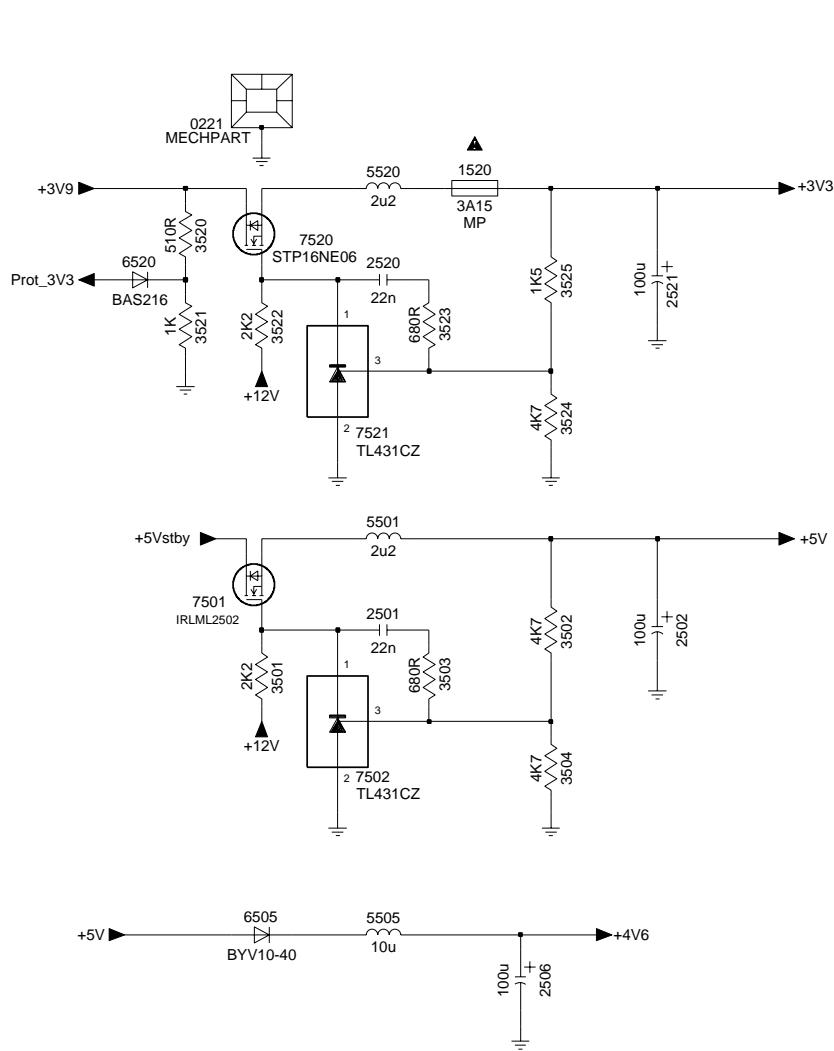 0221
MECHPART
5520
1520
+3V9
+3V3
2u2
3A15
MP
510R
3520
7520
STP16NE06
6520
Prot_3V3
BAS216
2520
22n
1K
3521
2K2
3522
680R
3523
1K5
3525
100u
+
2521
1
3
+12V
2
7521
TL431CZ
4K7
3524
5501
+5Vstby
+5V
2u2
7501
IRLML2502
2501
22n
2K2
3501
680R
3503
4K7
3502
100u
+
2502
1
3
+12V
2
7502
TL431CZ
4K7
3504
6505
5505
+5V
+4V6
BYV10-40
10u
100u
+
2506